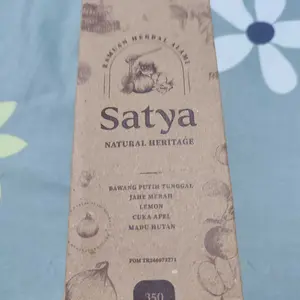 RAMUAN HERBAL ALAMI
Satya
NATURAL HERITAGE
BAWANG PUTIH TUNGGAL
JAHE MERAH
LEMON
CUKA APEL
MADU HUTAN
350